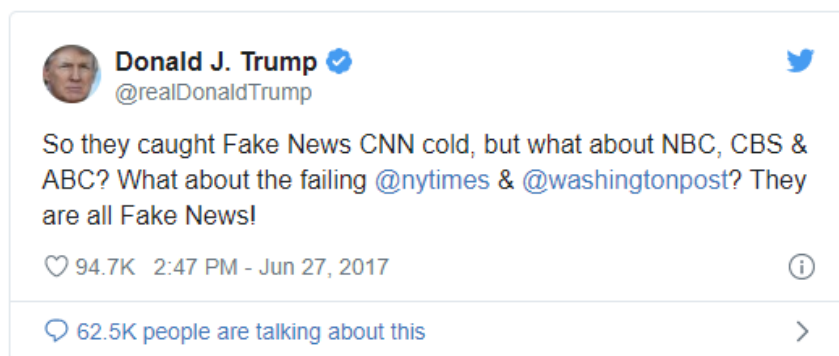 Donald J. Trump
@realDonaldTrump
So they caught Fake News CNN cold, but what about NBC, CBS &
ABC? What about the failing @nytimes & @washingtonpost? They
are all Fake News!
94.7K 2:47 PM - Jun 27, 2017
62.5K people are talking about this